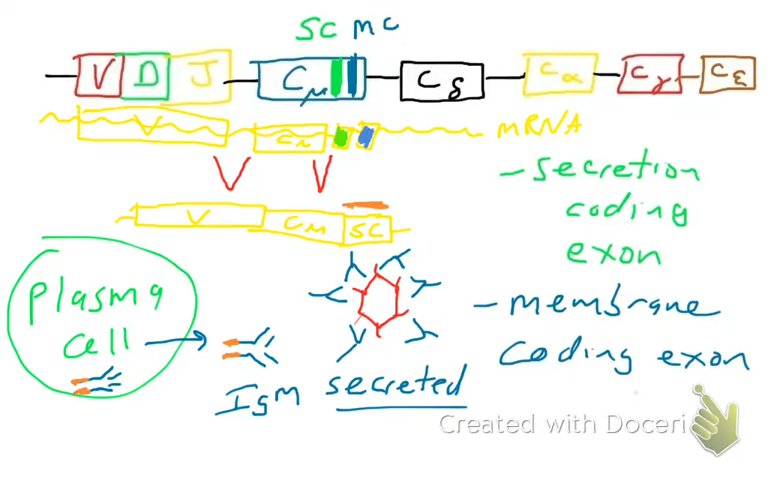 SC MC
V D J Cμ Cδ Cα Cγ Cε
V Cμ mRNA
V Cμ SC
- secretion
coding
exon
plasma
cell
- membrane
coding exon
IgM secreted
Created with Doceri